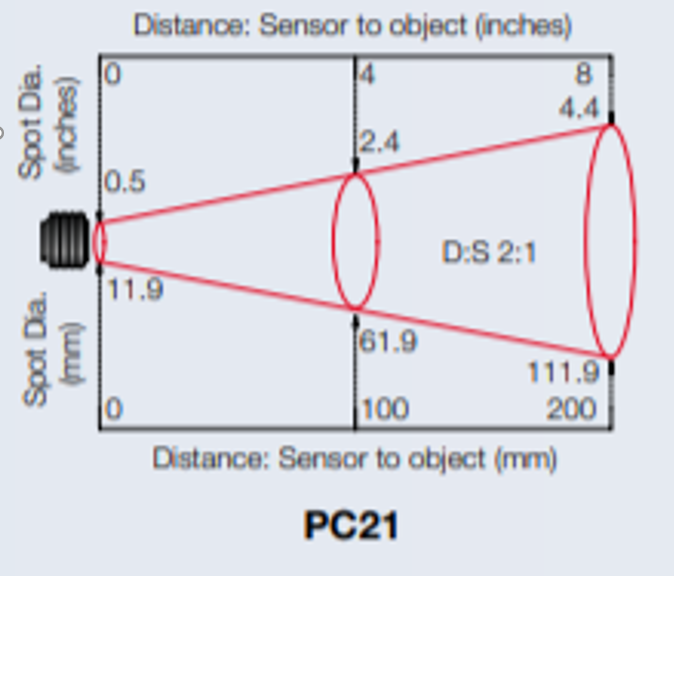 Distance: Sensor to object (inches)
Spot Dia.
(inches)
0
4
8
4.4
2.4
0.5
D:S 2:1
11.9
61.9
111.9
Spot Dia.
(mm)
0
100
200
Distance: Sensor to object (mm)
PC21